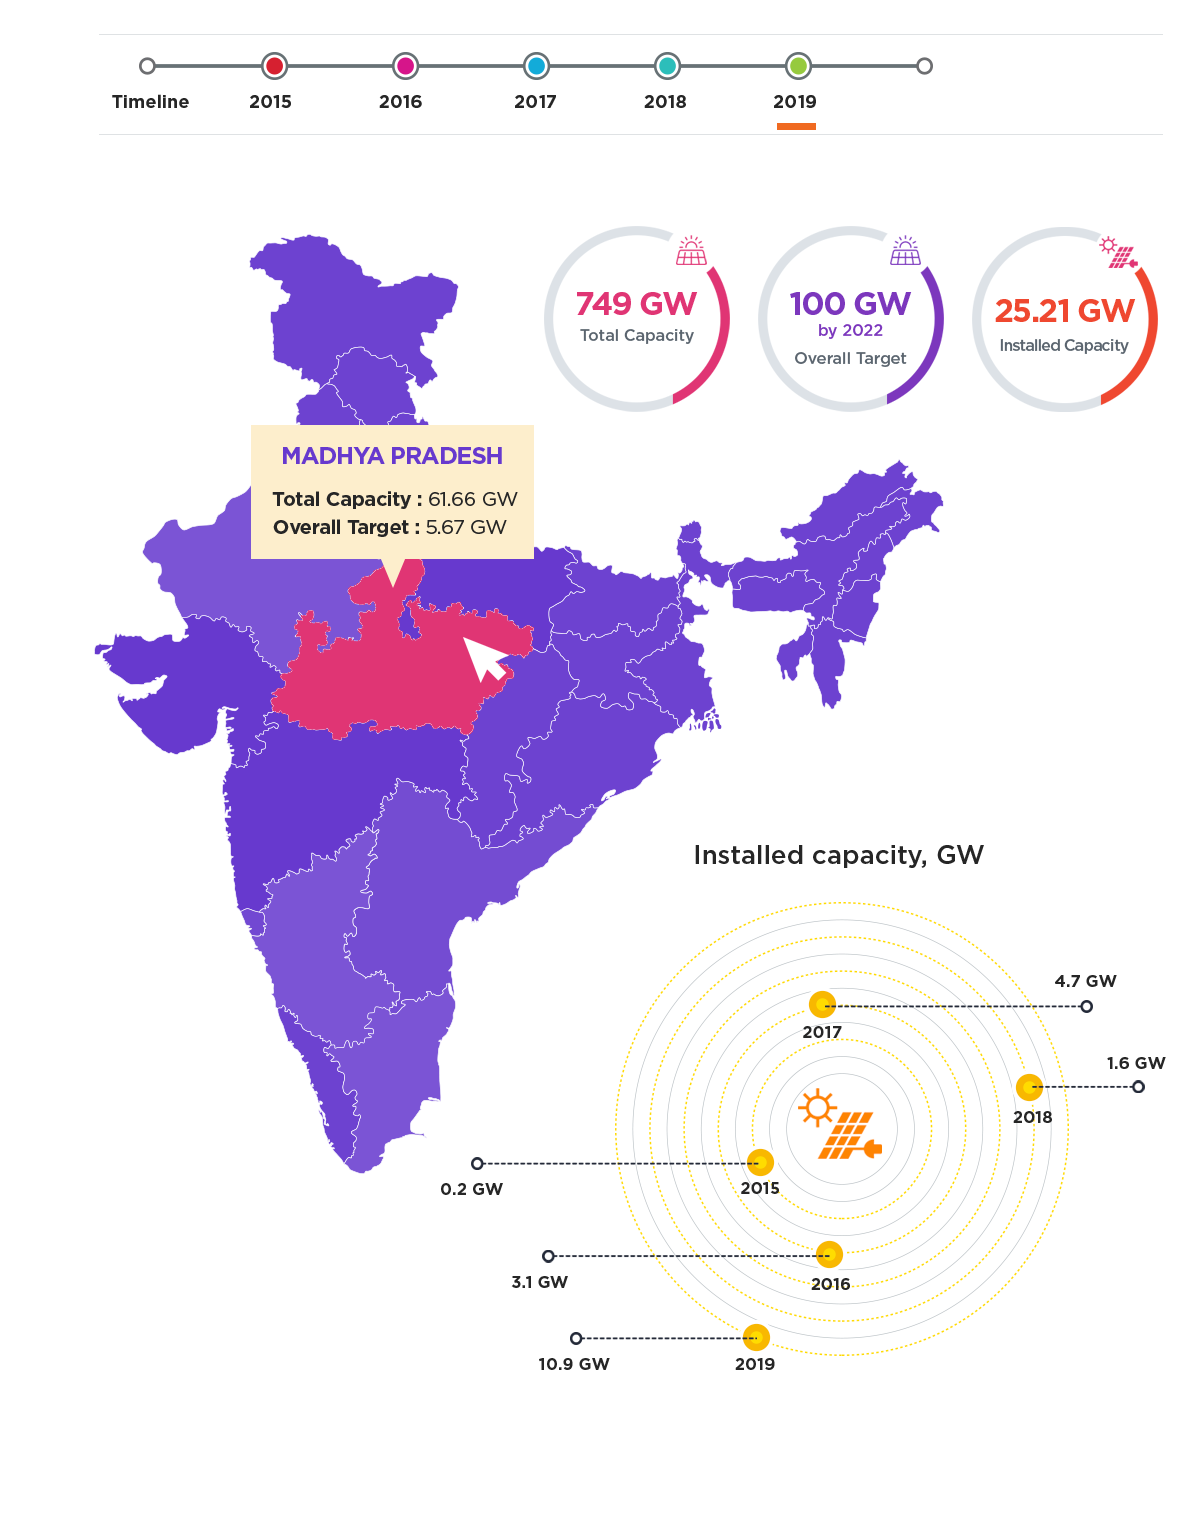 Timeline
2015
2016
2017
2018
2019
749 GW
Total Capacity
100 GW
by 2022
Overall Target
25.21 GW
Installed Capacity
MADHYA PRADESH
Total Capacity : 61.66 GW
Overall Target : 5.67 GW
Installed capacity, GW
4.7 GW
2017
1.6 GW
2018
2015
0.2 GW
3.1 GW
2016
10.9 GW
2019